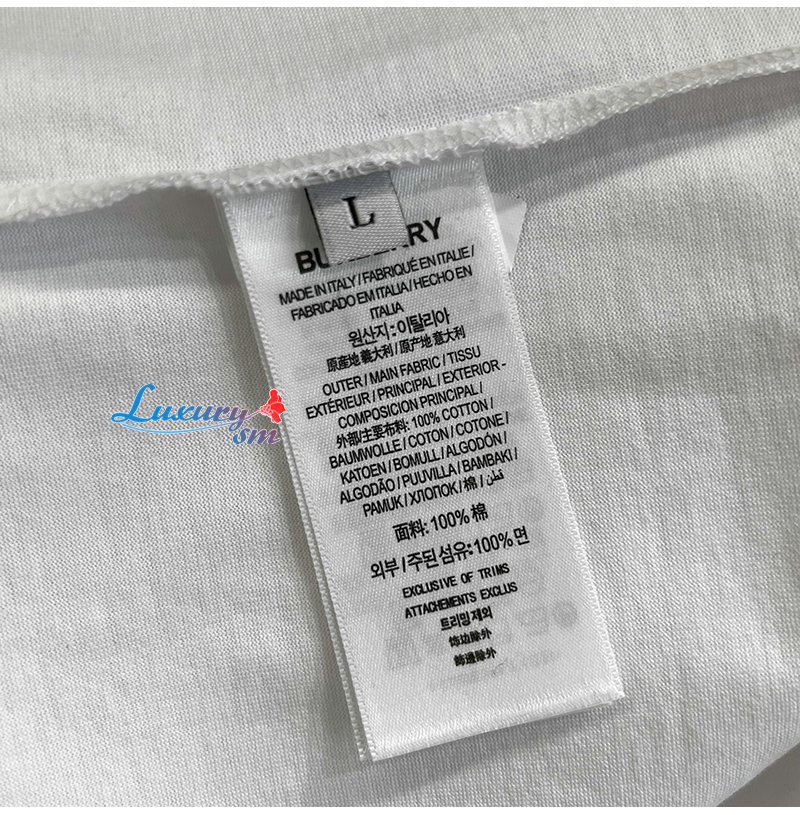 L
BURBERRY
MADE IN ITALY / FABRIQUÉ EN ITALIE /
FABRICADO EM ITALIA / HECHO EN
ITALIA
원산지 : 이탈리아
原産地 義大利 / 原产地 意大利
OUTER / MAIN FABRIC / TISSU
EXTÉRIEUR / PRINCIPAL / EXTERIOR -
COMPOSICION PRINCIPAL /
外部/主要布料: 100% COTTON /
BAUMWOLLE / COTON / COTONE /
KATOEN / BOMULL / ALGODÓN /
ALGODÃO / PUUVILLA / BAMBAKI /
PAMUK / ХЛОПОК / 棉 / قطن
面料: 100% 棉
외부 / 주된 섬유: 100% 면
EXCLUSIVE OF TRIMS
ATTACHEMENTS EXCLUS
트리밍 제외
饰边除外
飾邊除外
Luxury
sm